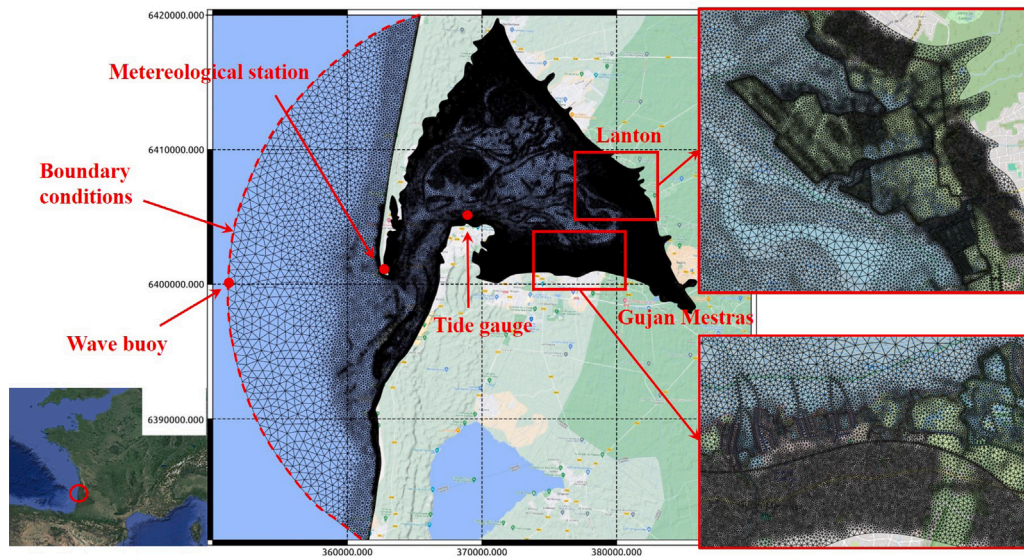 6420000.000
Metereological station
Lanton
6410000.000
Boundary
conditions
6400000.000
Wave buoy
Tide gauge
Gujan Mestras
6390000.000
360000.000
370000.000
380000.000